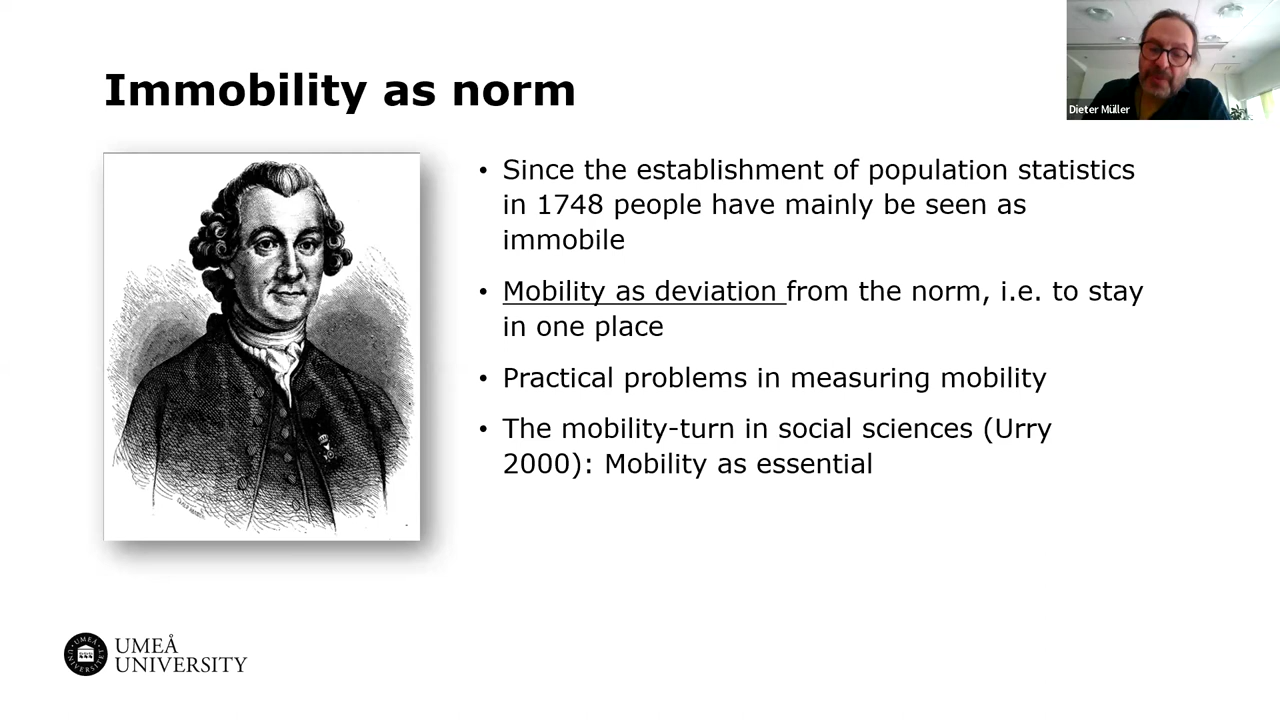 Immobility as norm
Dieter Müller
• Since the establishment of population statistics
in 1748 people have mainly be seen as
immobile
• Mobility as deviation from the norm, i.e. to stay
in one place
• Practical problems in measuring mobility
• The mobility-turn in social sciences (Urry
2000): Mobility as essential
UMEÅ
UNIVERSITY